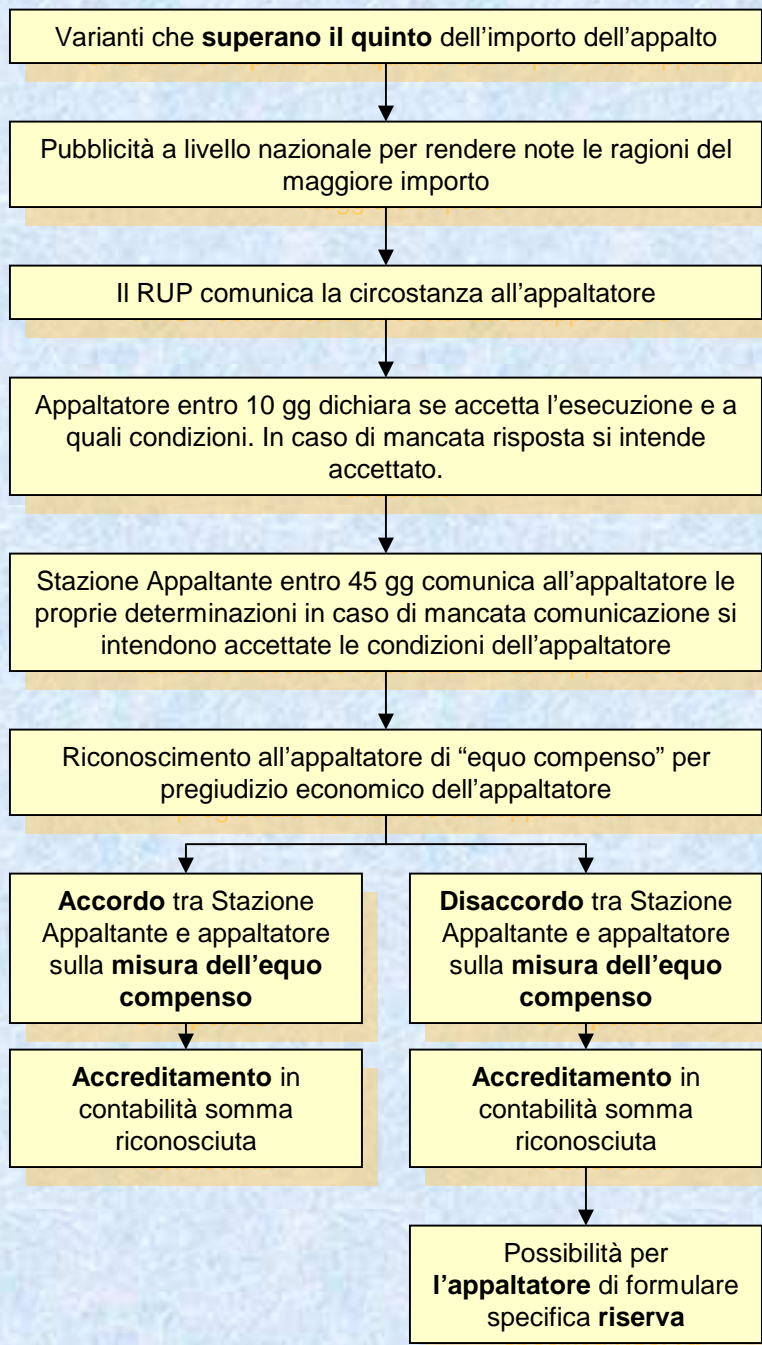 Varianti che superano il quinto dell’importo dell’appalto
Pubblicità a livello nazionale per rendere note le ragioni del
maggiore importo
Il RUP comunica la circostanza all’appaltatore
Appaltatore entro 10 gg dichiara se accetta l’esecuzione e a
quali condizioni. In caso di mancata risposta si intende
accettato.
Stazione Appaltante entro 45 gg comunica all’appaltatore le
proprie determinazioni in caso di mancata comunicazione si
intendono accettate le condizioni dell’appaltatore
Riconoscimento all’appaltatore di “equo compenso” per
pregiudizio economico dell’appaltatore
Accordo tra Stazione
Appaltante e appaltatore
sulla misura dell’equo
compenso
Accreditamento in
contabilità somma
riconosciuta
Disaccordo tra Stazione
Appaltante e appaltatore
sulla misura dell’equo
compenso
Accreditamento in
contabilità somma
riconosciuta
Possibilità per
l’appaltatore di formulare
specifica riserva